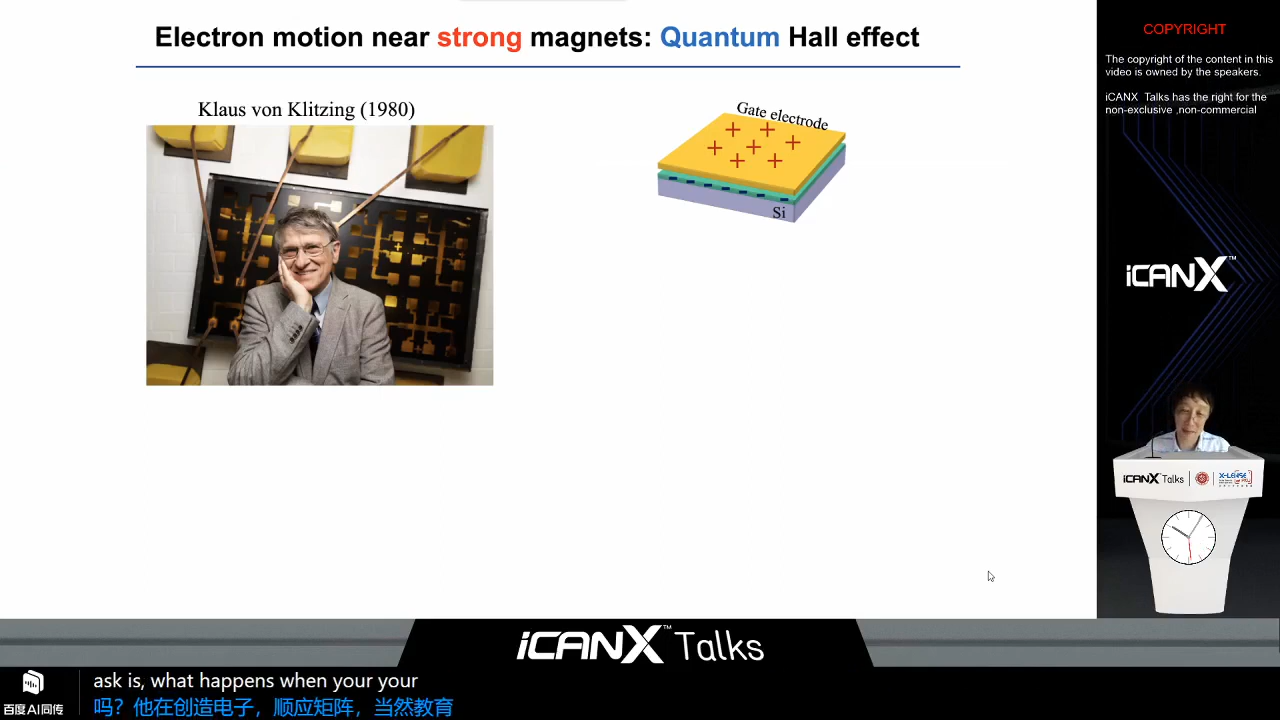 Electron motion near strong magnets: Quantum Hall effect
Klaus von Klitzing (1980)
Gate electrode
Si
COPYRIGHT
The copyright of the content in this
video is owned by the speakers.
iCANX Talks has the right for the
non-exclusive ,non-commercial
iCANX™
iCANX Talks
X-LENSE
iCANX™ Talks
百度AI同传
ask is, what happens when your your
吗？他在创造电子，顺应矩阵，当然教育